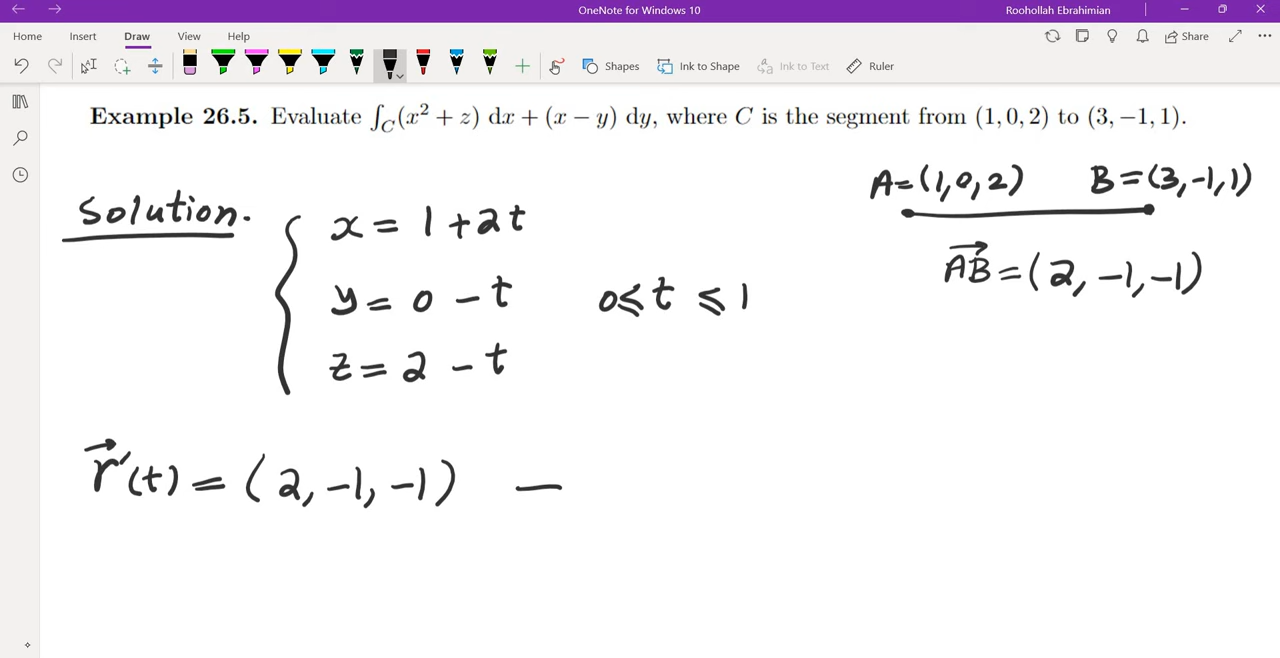 OneNote for Windows 10
Roohollah Ebrahimian
Home Insert Draw View Help
Share
Shapes Ink to Shape Ink to Text Ruler
Example 26.5. Evaluate ∫_C (x² + z) dx + (x − y) dy, where C is the segment from (1, 0, 2) to (3, −1, 1).
A=(1,0,2) B=(3,-1,1)
Solution.
x = 1+2t
AB→=(2,-1,-1)
y = 0 - t 0≤t≤1
z = 2 - t
r→'(t) = (2,-1,-1) —